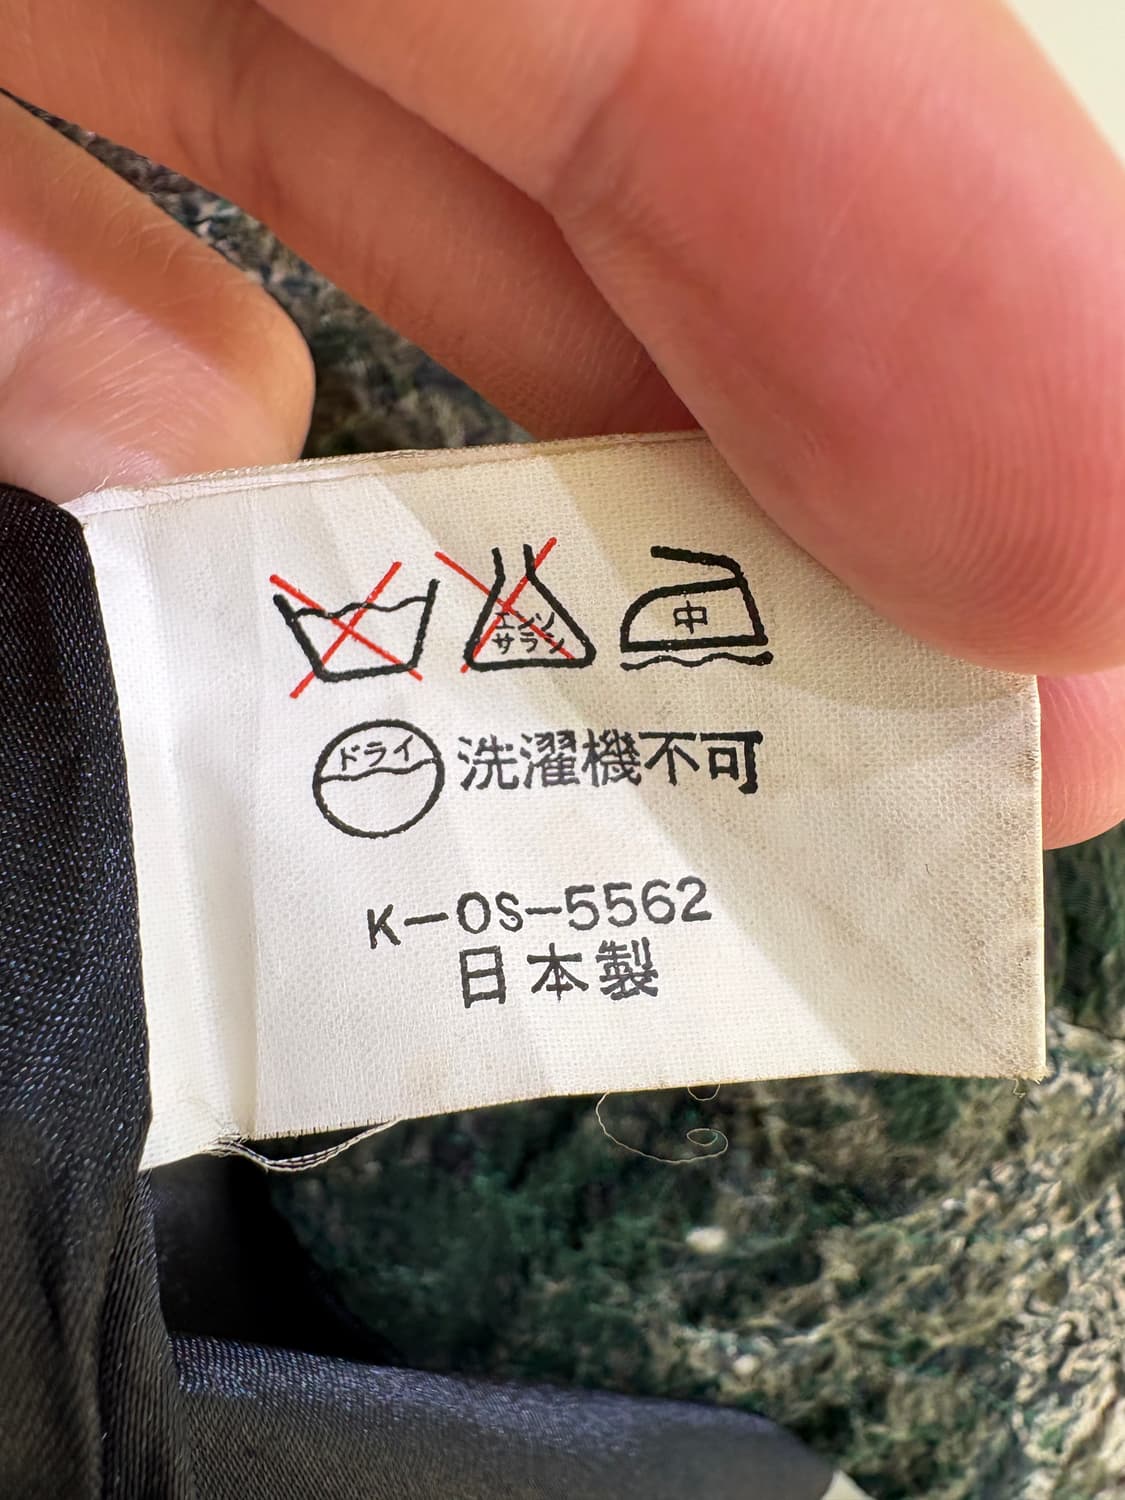 エンソ
サラシ
中
ドライ
洗濯機不可
K-OS-5562
日本製